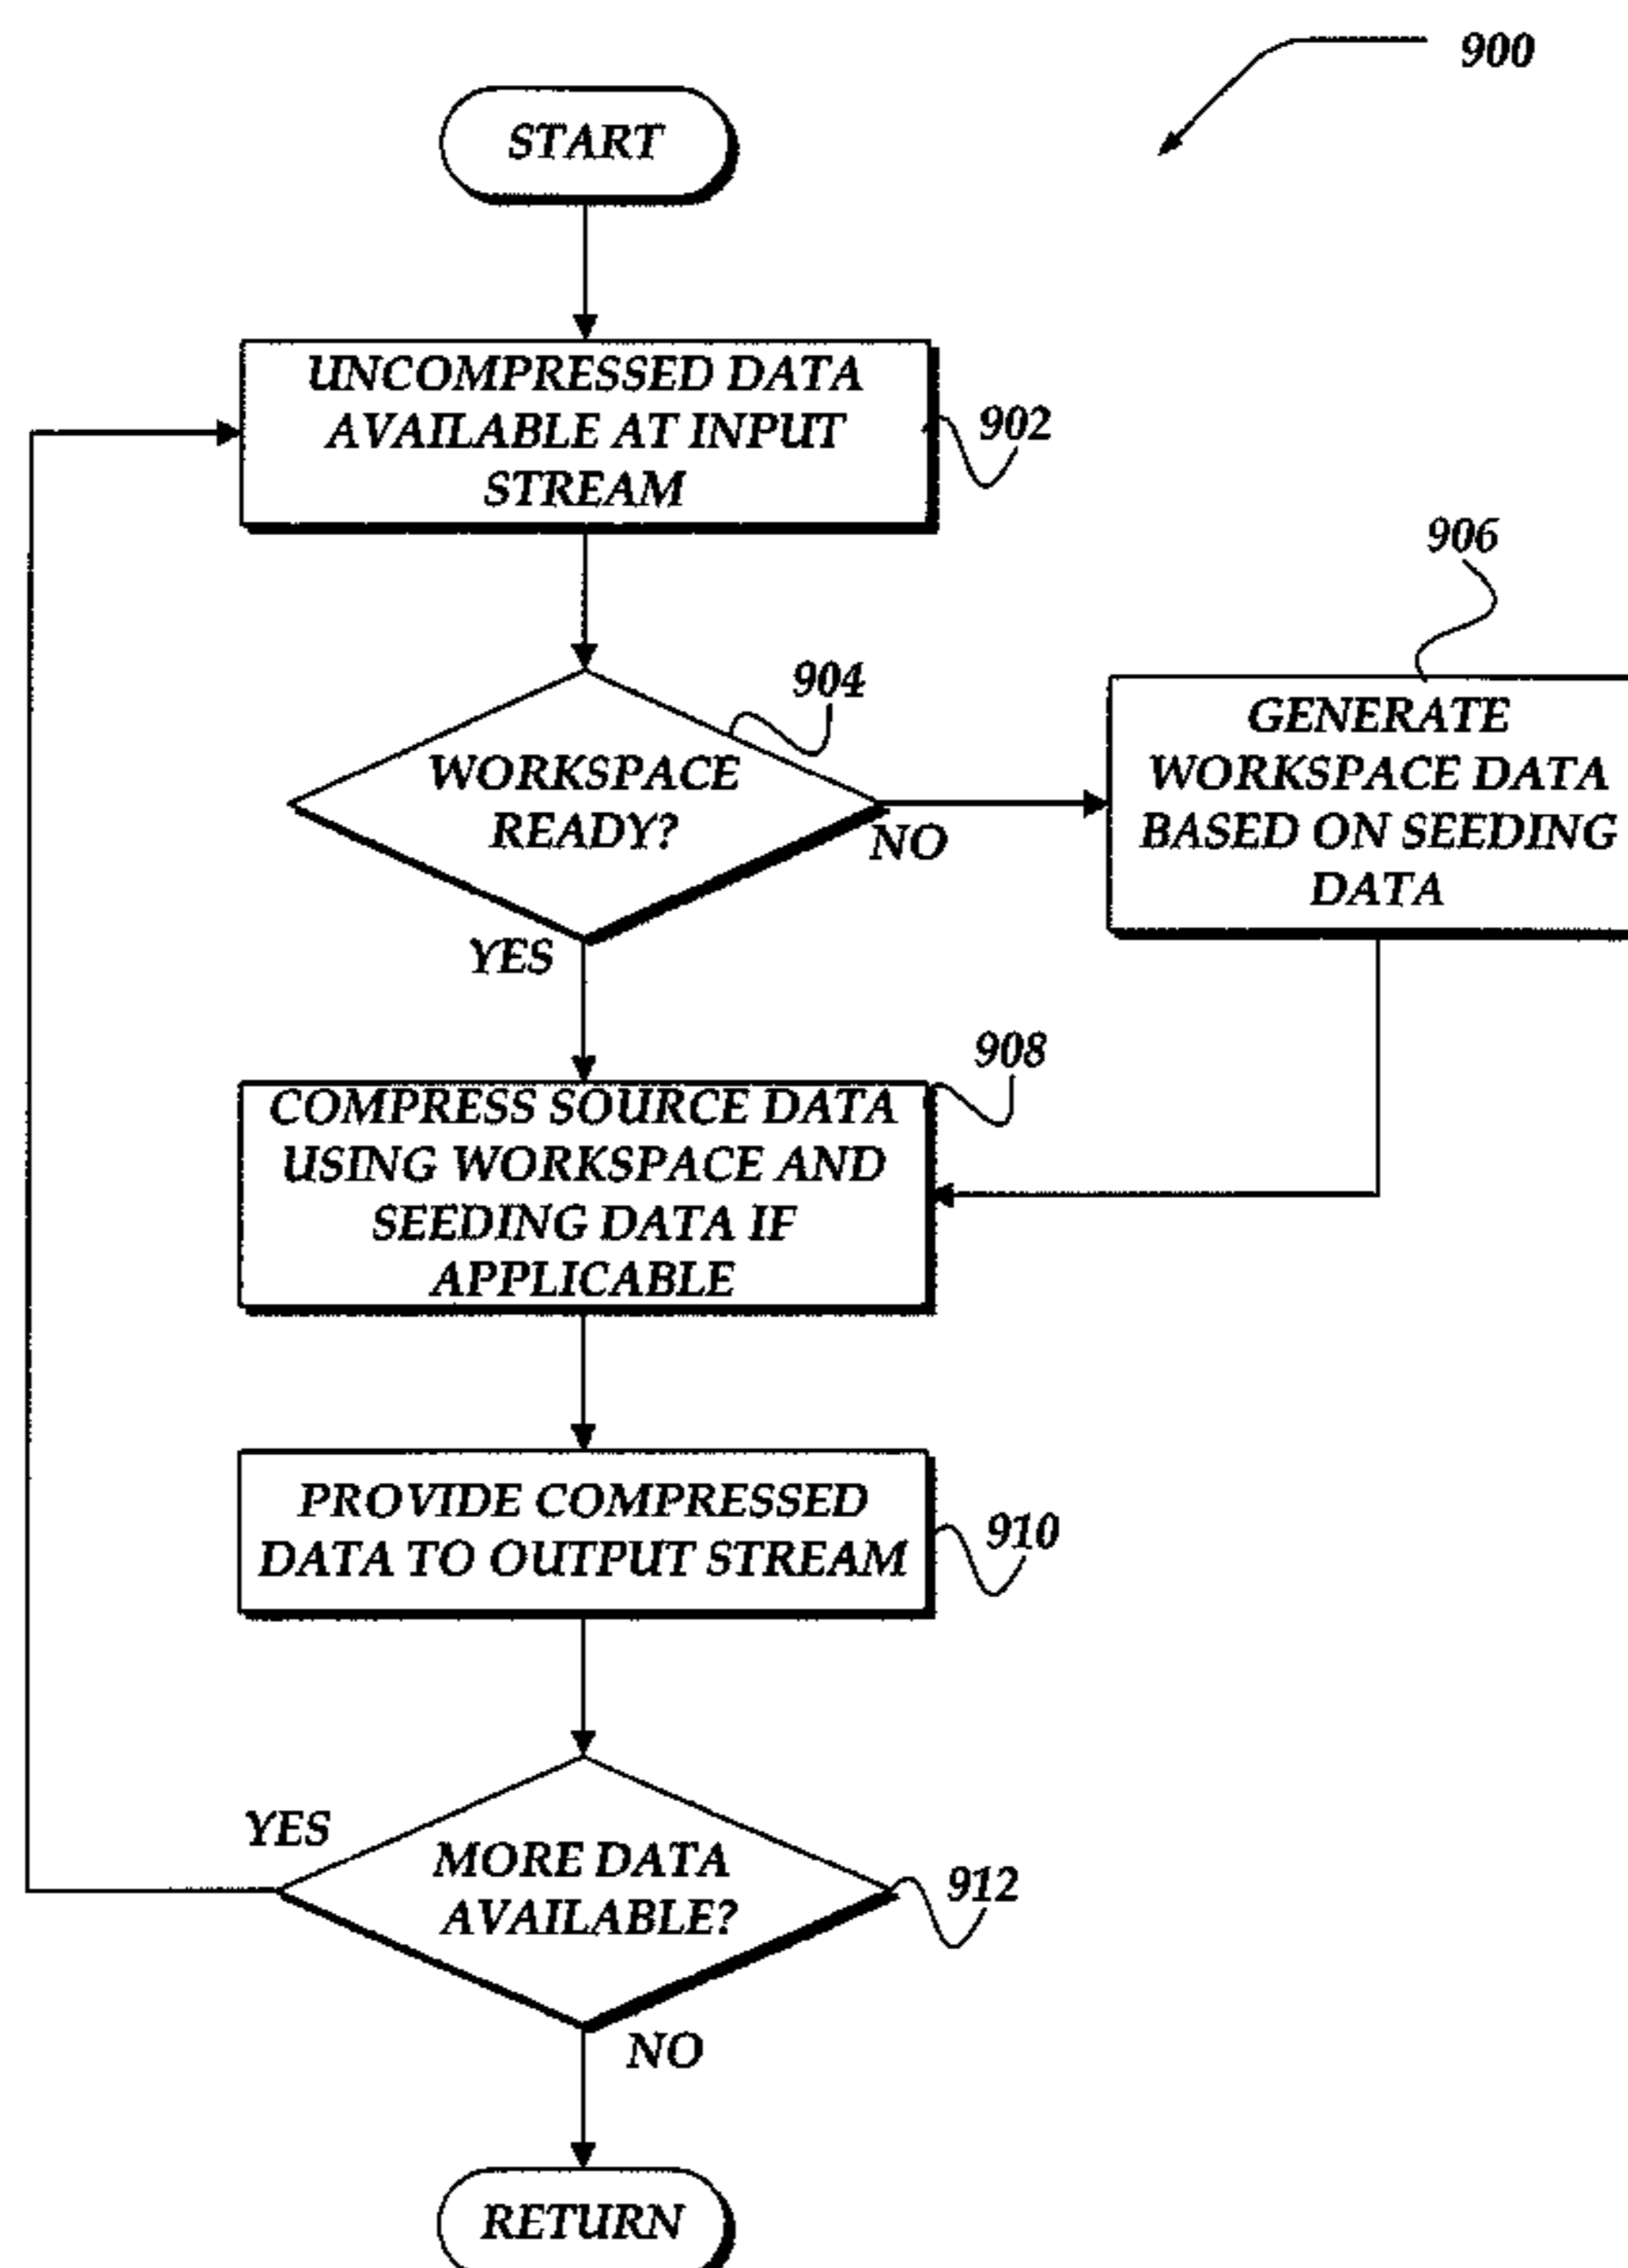 900
START
UNCOMPRESSED DATA
AVAILABLE AT INPUT
STREAM
902
904
WORKSPACE
READY?
NO
YES
906
GENERATE
WORKSPACE DATA
BASED ON SEEDING
DATA
908
COMPRESS SOURCE DATA
USING WORKSPACE AND
SEEDING DATA IF
APPLICABLE
PROVIDE COMPRESSED
DATA TO OUTPUT STREAM
910
YES
MORE DATA
AVAILABLE?
912
NO
RETURN